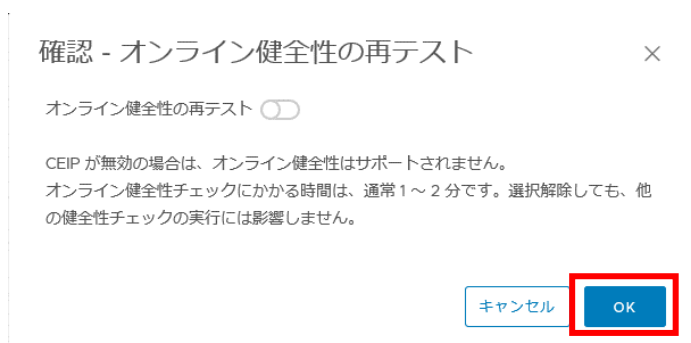 確認 - オンライン健全性の再テスト
オンライン健全性の再テスト
CEIP が無効の場合は、オンライン健全性はサポートされません。
オンライン健全性チェックにかかる時間は、通常 1 ～ 2 分です。選択解除しても、他
の健全性チェックの実行には影響しません。
キャンセル OK